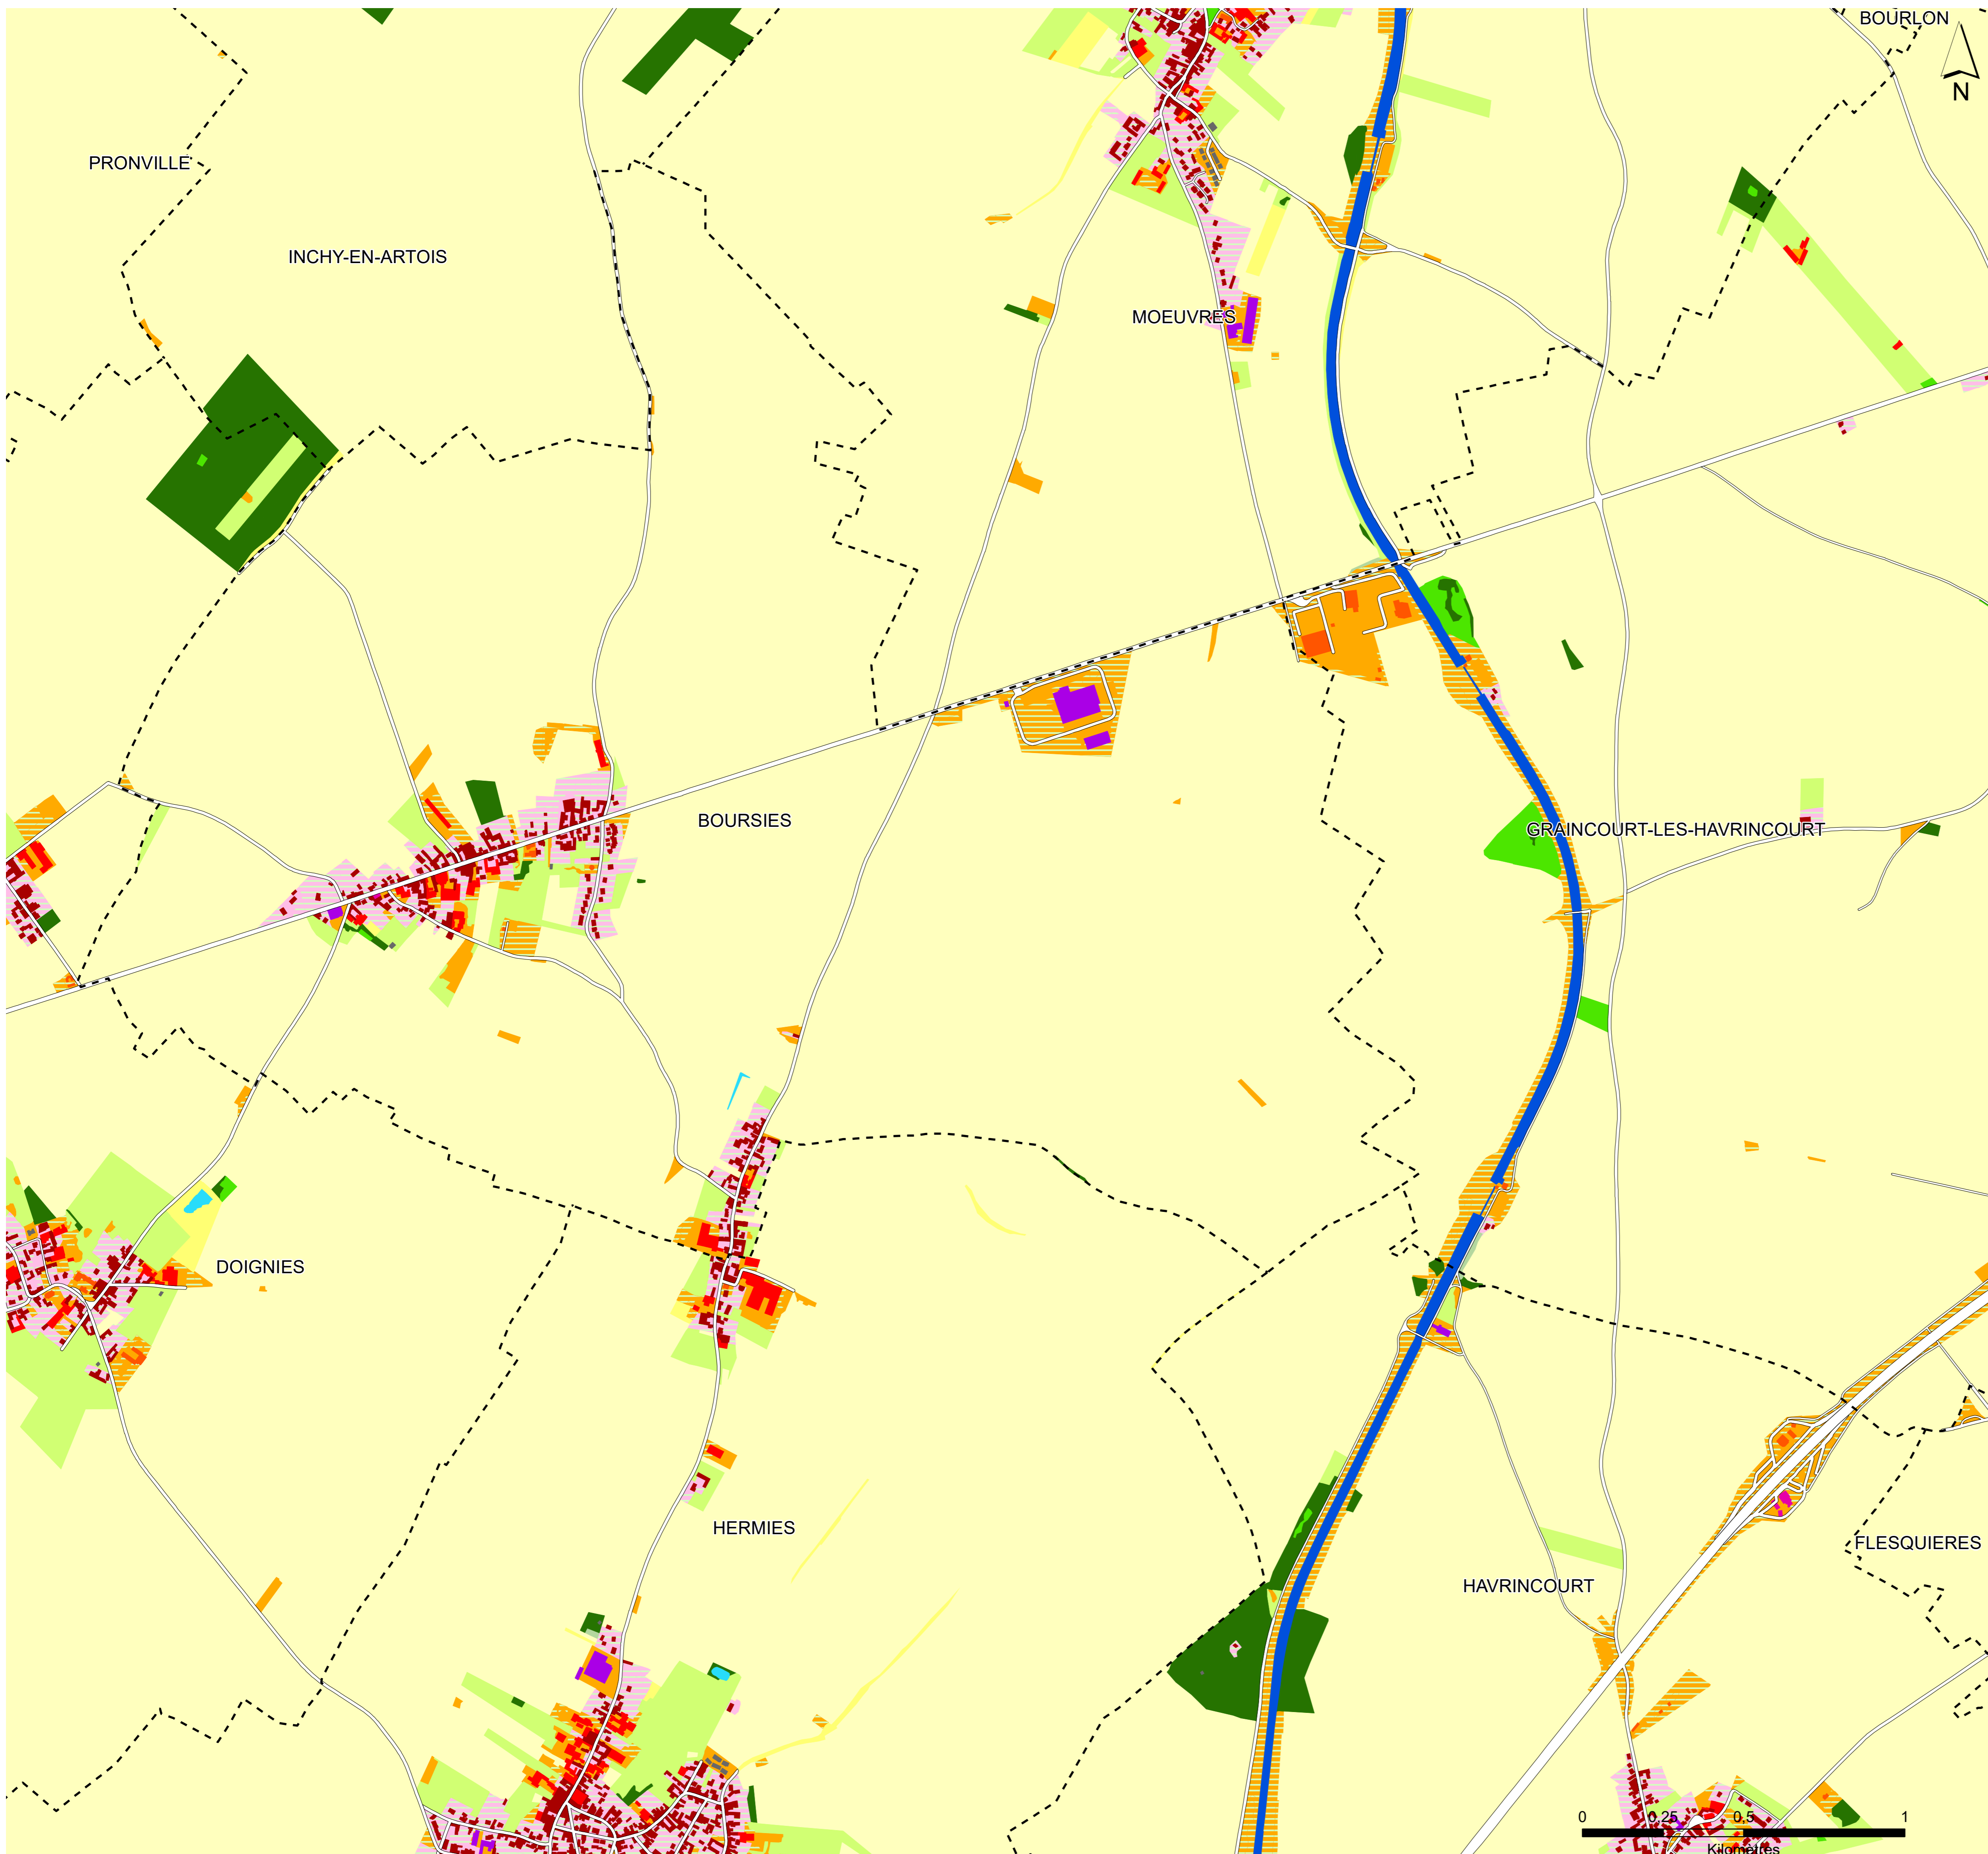 BOURLON
N
PRONVILLE
INCHY-EN-ARTOIS
MOEUVRES
BOURSIES
GRAINCOURT-LES-HAVRINCOURT
DOIGNIES
HERMIES
FLESQUIERES
HAVRINCOURT
0 0,25 0,5 1
Kilomètres